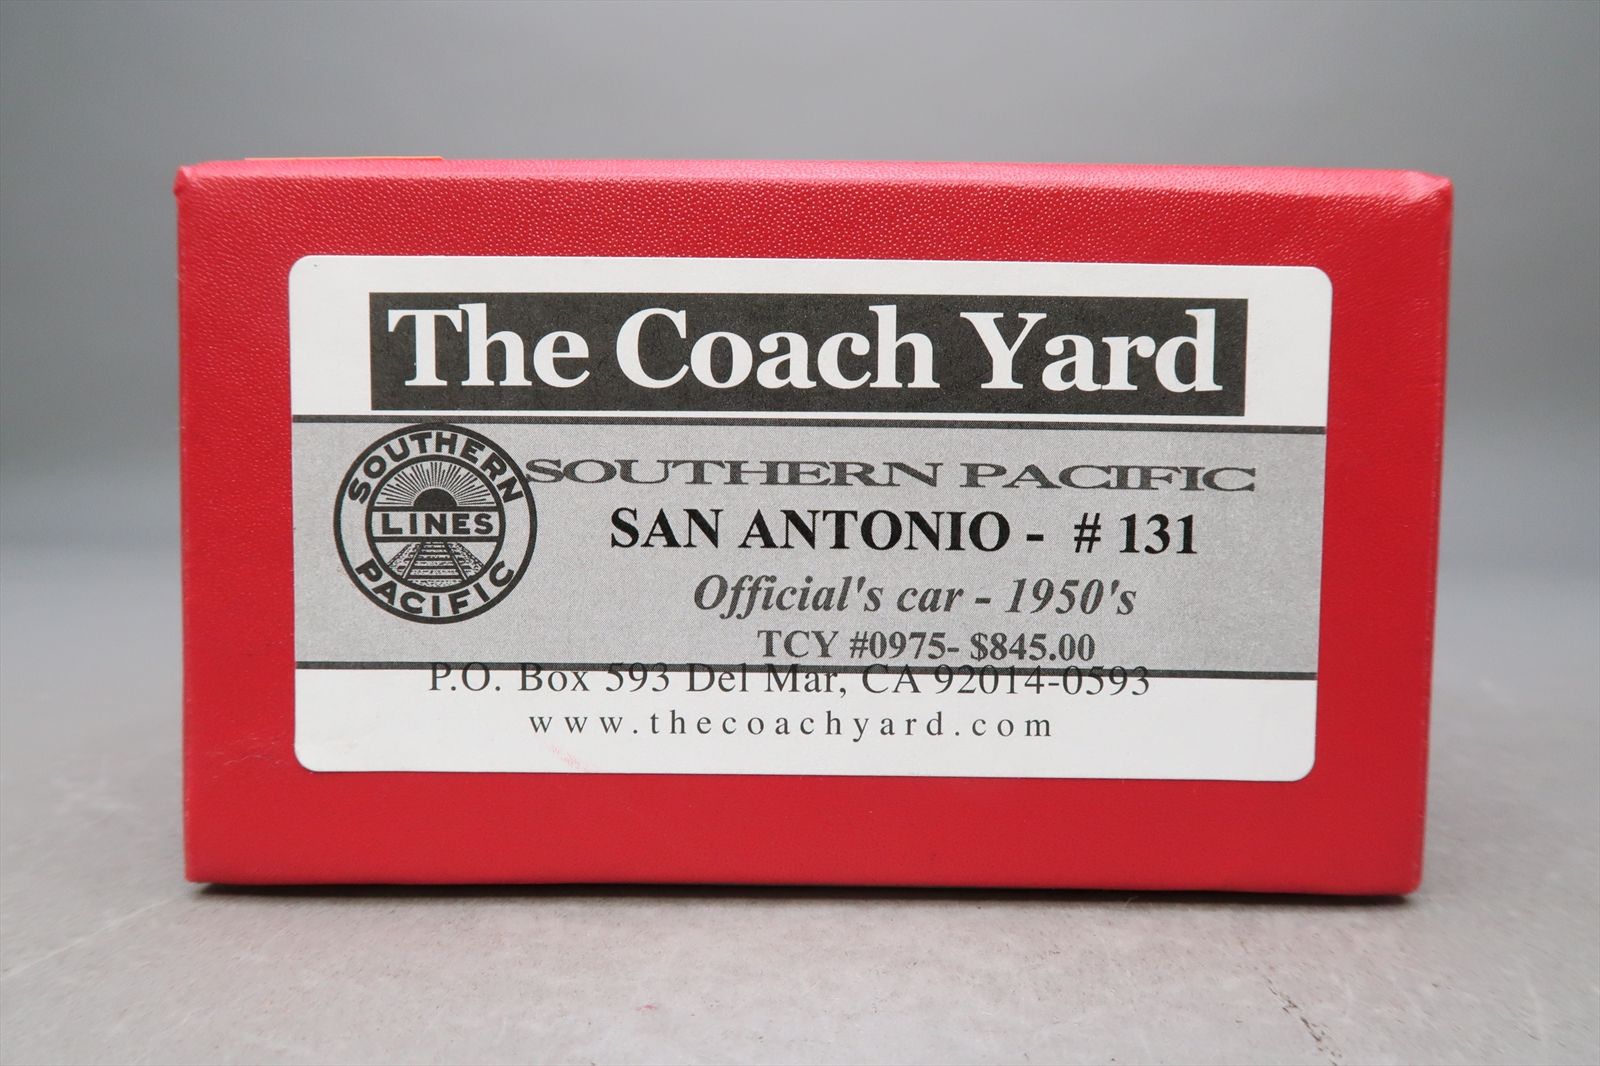 The Coach Yard
SOUTHERN
LINES
PACIFIC
SOUTHERN PACIFIC
SAN ANTONIO - # 131
Official's car - 1950's
TCY #0975- $845.00
P.O. Box 593 Del Mar, CA 92014-0593
www.thecoachyard.com